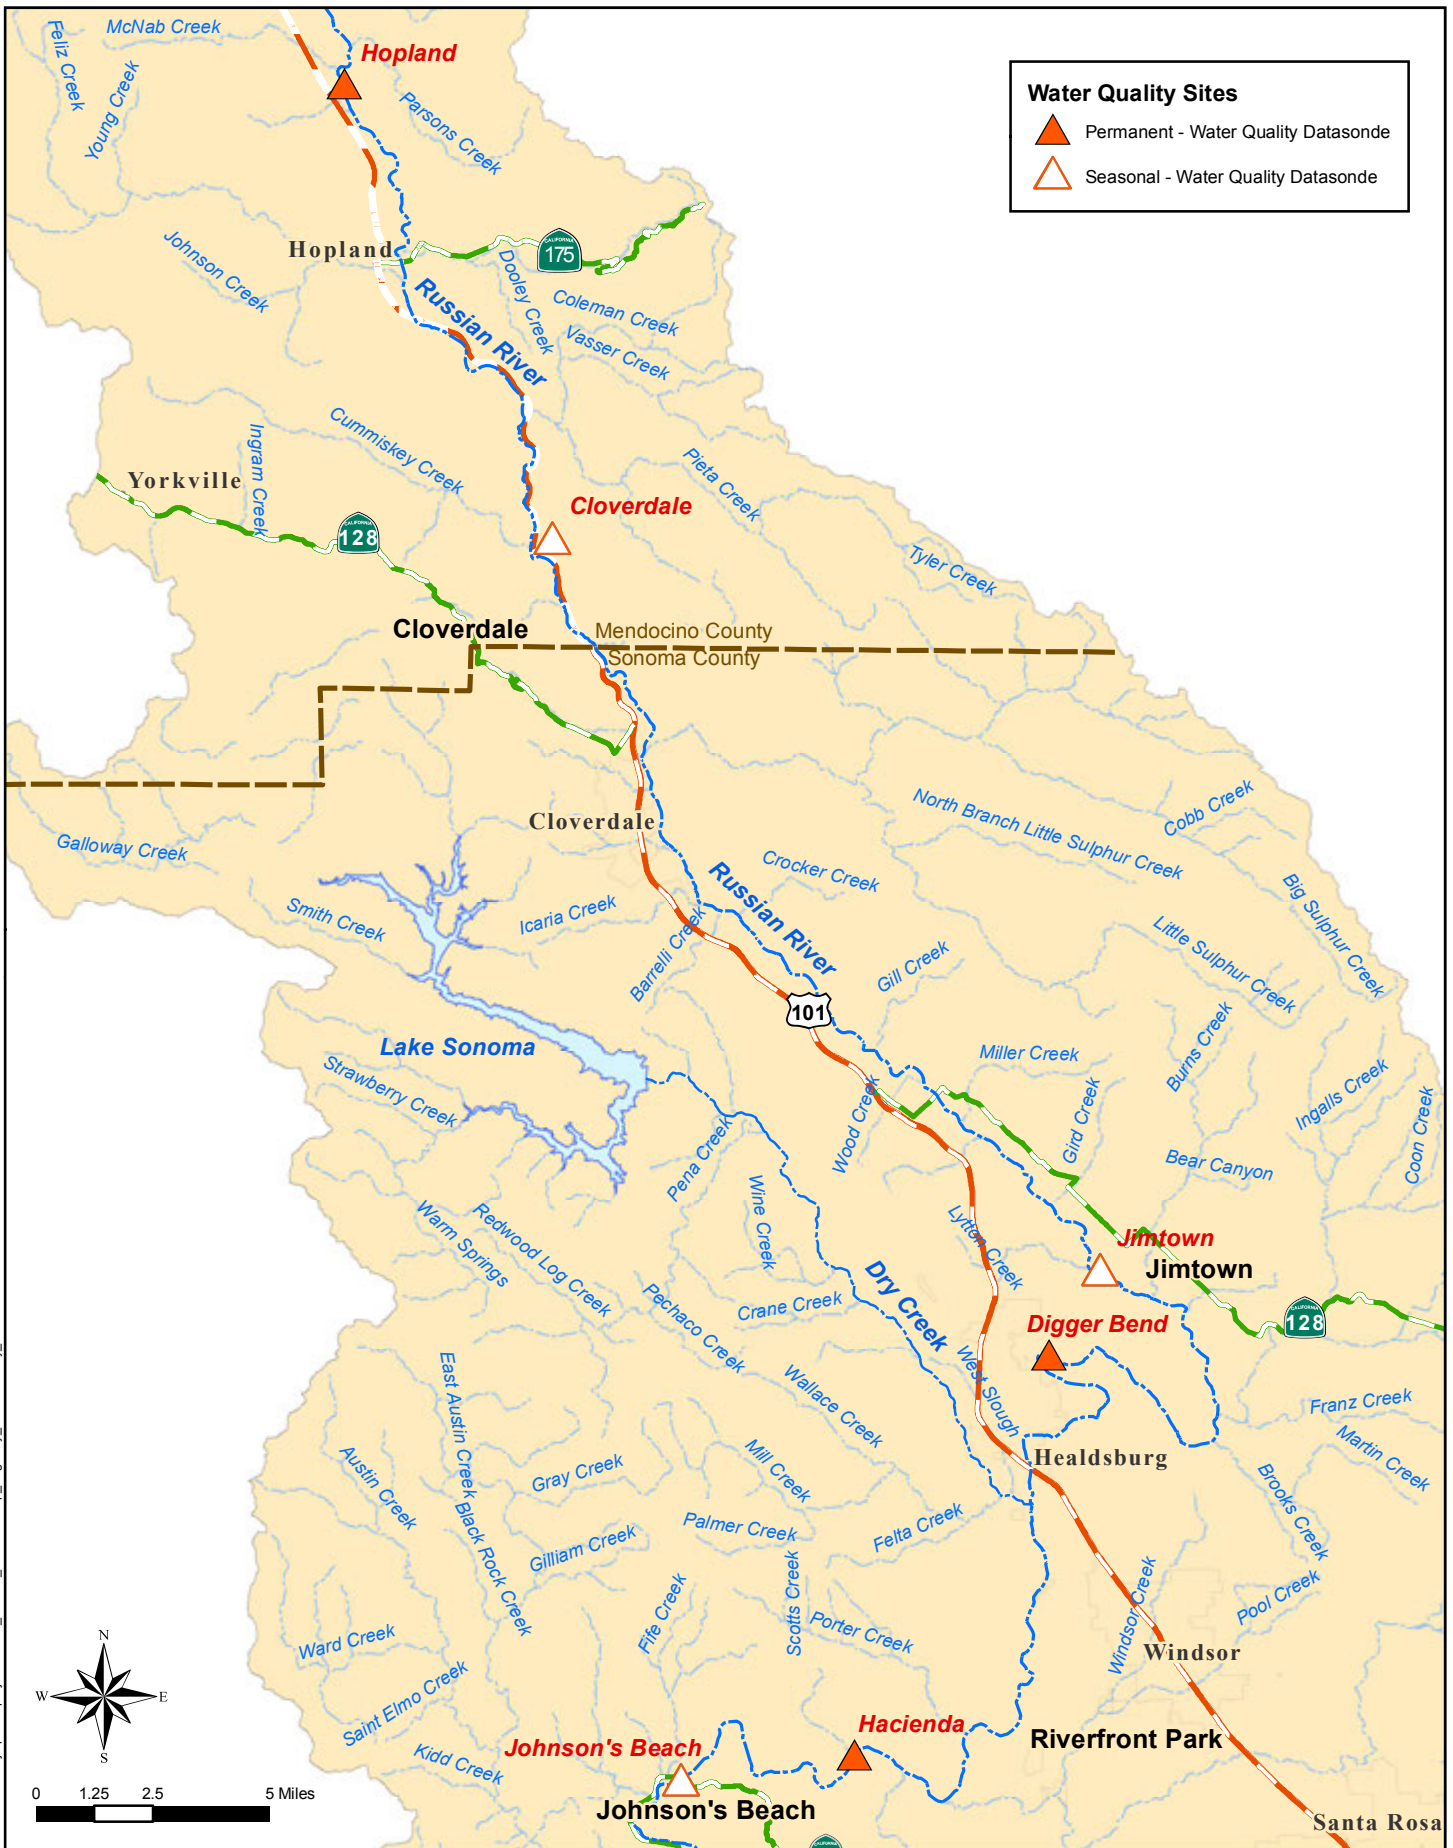 McNab Creek
Feliz Creek
Young Creek
Hopland
Parsons Creek
Water Quality Sites
Permanent - Water Quality Datasonde
Seasonal - Water Quality Datasonde
Johnson Creek
Hopland
CALIFORNIA
175
Dooley Creek
Coleman Creek
Vasser Creek
Russian River
Cummiskey Creek
Ingram Creek
Yorkville
CALIFORNIA
128
Pieta Creek
Cloverdale
Tyler Creek
Cloverdale
Mendocino County
Sonoma County
Cloverdale
Galloway Creek
North Branch Little Sulphur Creek
Cobb Creek
Crocker Creek
Russian River
Big Sulphur Creek
Smith Creek
Icaria Creek
Barrelli Creek
Gill Creek
Little Sulphur Creek
101
Lake Sonoma
Strawberry Creek
Miller Creek
Burns Creek
Ingalls Creek
Coon Creek
Wood Creek
Gird Creek
Bear Canyon
Pena Creek
Wine Creek
Warm Springs
Redwood Log Creek
Lytton Creek
Jimtown
Jimtown
Dry Creek
Pechaco Creek
Crane Creek
Digger Bend
CALIFORNIA
128
East Austin Creek
Wallace Creek
West Slough
Franz Creek
Martin Creek
Austin Creek
Gray Creek
Mill Creek
Healdsburg
Brooks Creek
Black Rock Creek
Gilliam Creek
Palmer Creek
Felta Creek
Fife Creek
Scotts Creek
Porter Creek
Windsor Creek
Pool Creek
Ward Creek
Windsor
Saint Elmo Creek
Kidd Creek
Hacienda
Johnson's Beach
Riverfront Park
Johnson's Beach
Santa Rosa
CALIFORNIA
N
W
E
S
0 1.25 2.5 5 Miles